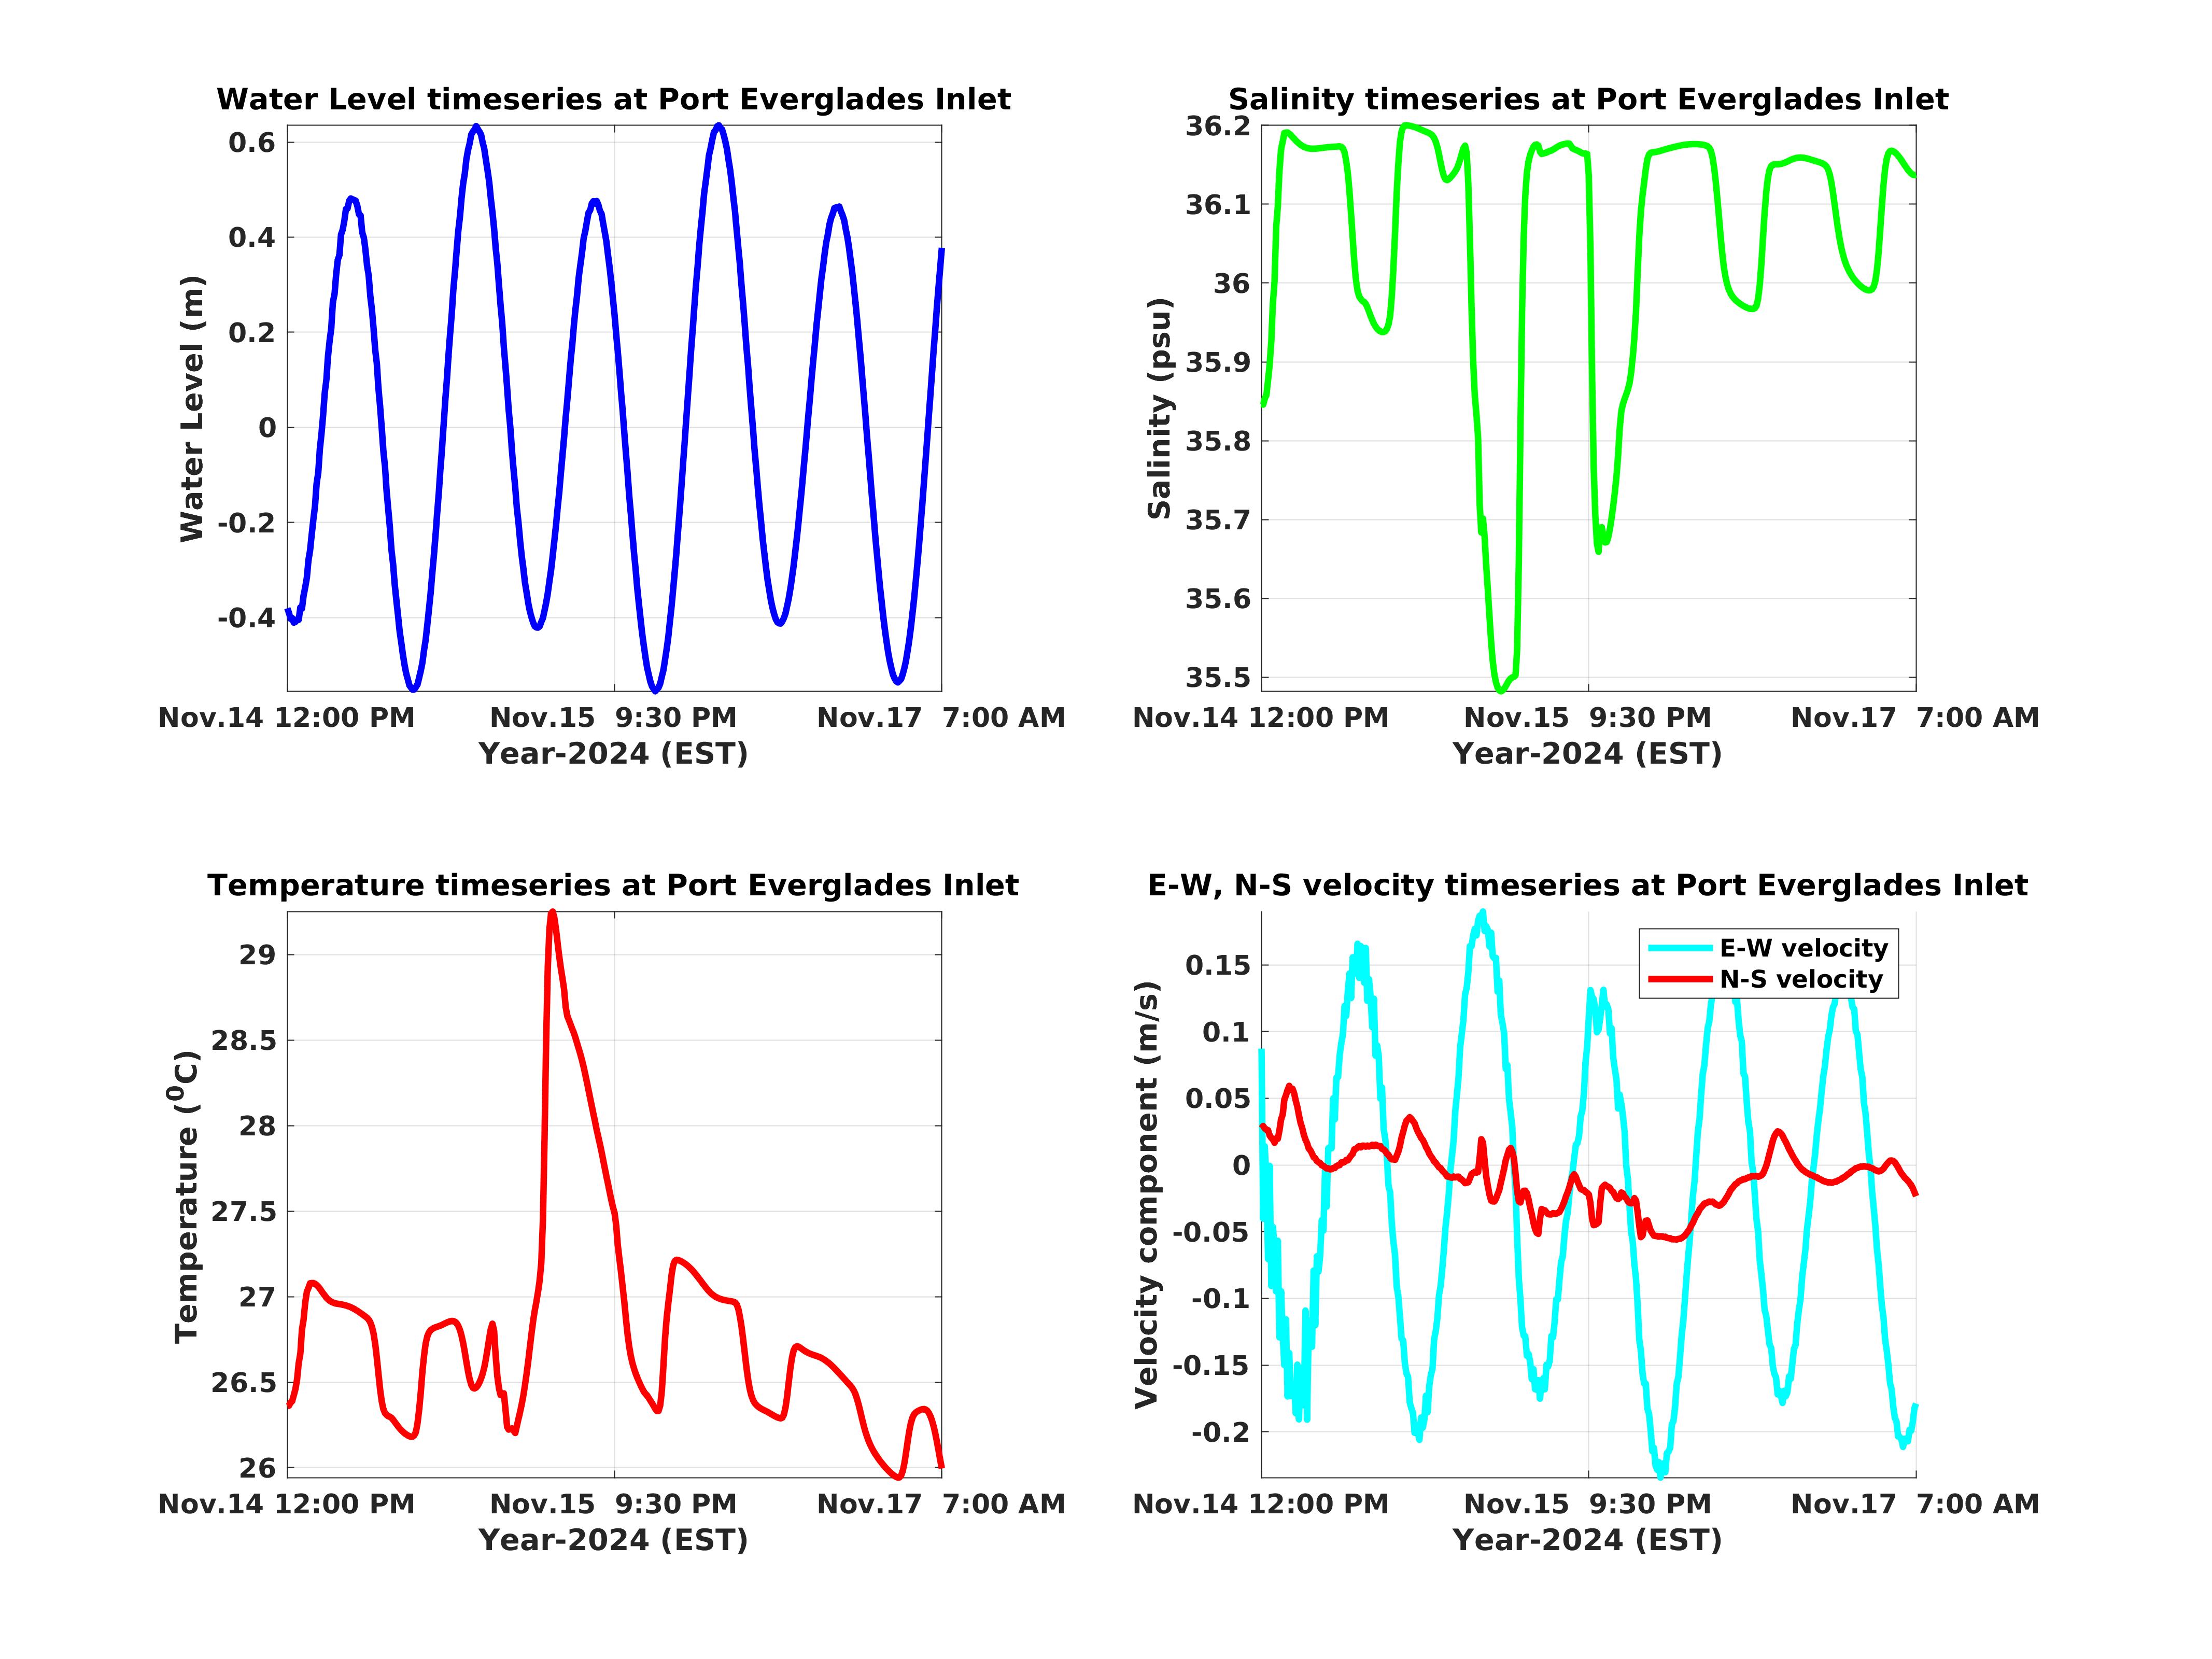 Water Level timeseries at Port Everglades Inlet
Water Level (m)
0.6
0.4
0.2
0
-0.2
-0.4
Nov.14 12:00 PM
Nov.15 9:30 PM
Nov.17 7:00 AM
Year-2024 (EST)
Salinity timeseries at Port Everglades Inlet
Salinity (psu)
36.2
36.1
36
35.9
35.8
35.7
35.6
35.5
Nov.14 12:00 PM
Nov.15 9:30 PM
Nov.17 7:00 AM
Year-2024 (EST)
Temperature timeseries at Port Everglades Inlet
Temperature (⁰C)
29
28.5
28
27.5
27
26.5
26
Nov.14 12:00 PM
Nov.15 9:30 PM
Nov.17 7:00 AM
Year-2024 (EST)
E-W, N-S velocity timeseries at Port Everglades Inlet
Velocity component (m/s)
0.15
0.1
0.05
0
-0.05
-0.1
-0.15
-0.2
E-W velocity
N-S velocity
Nov.14 12:00 PM
Nov.15 9:30 PM
Nov.17 7:00 AM
Year-2024 (EST)